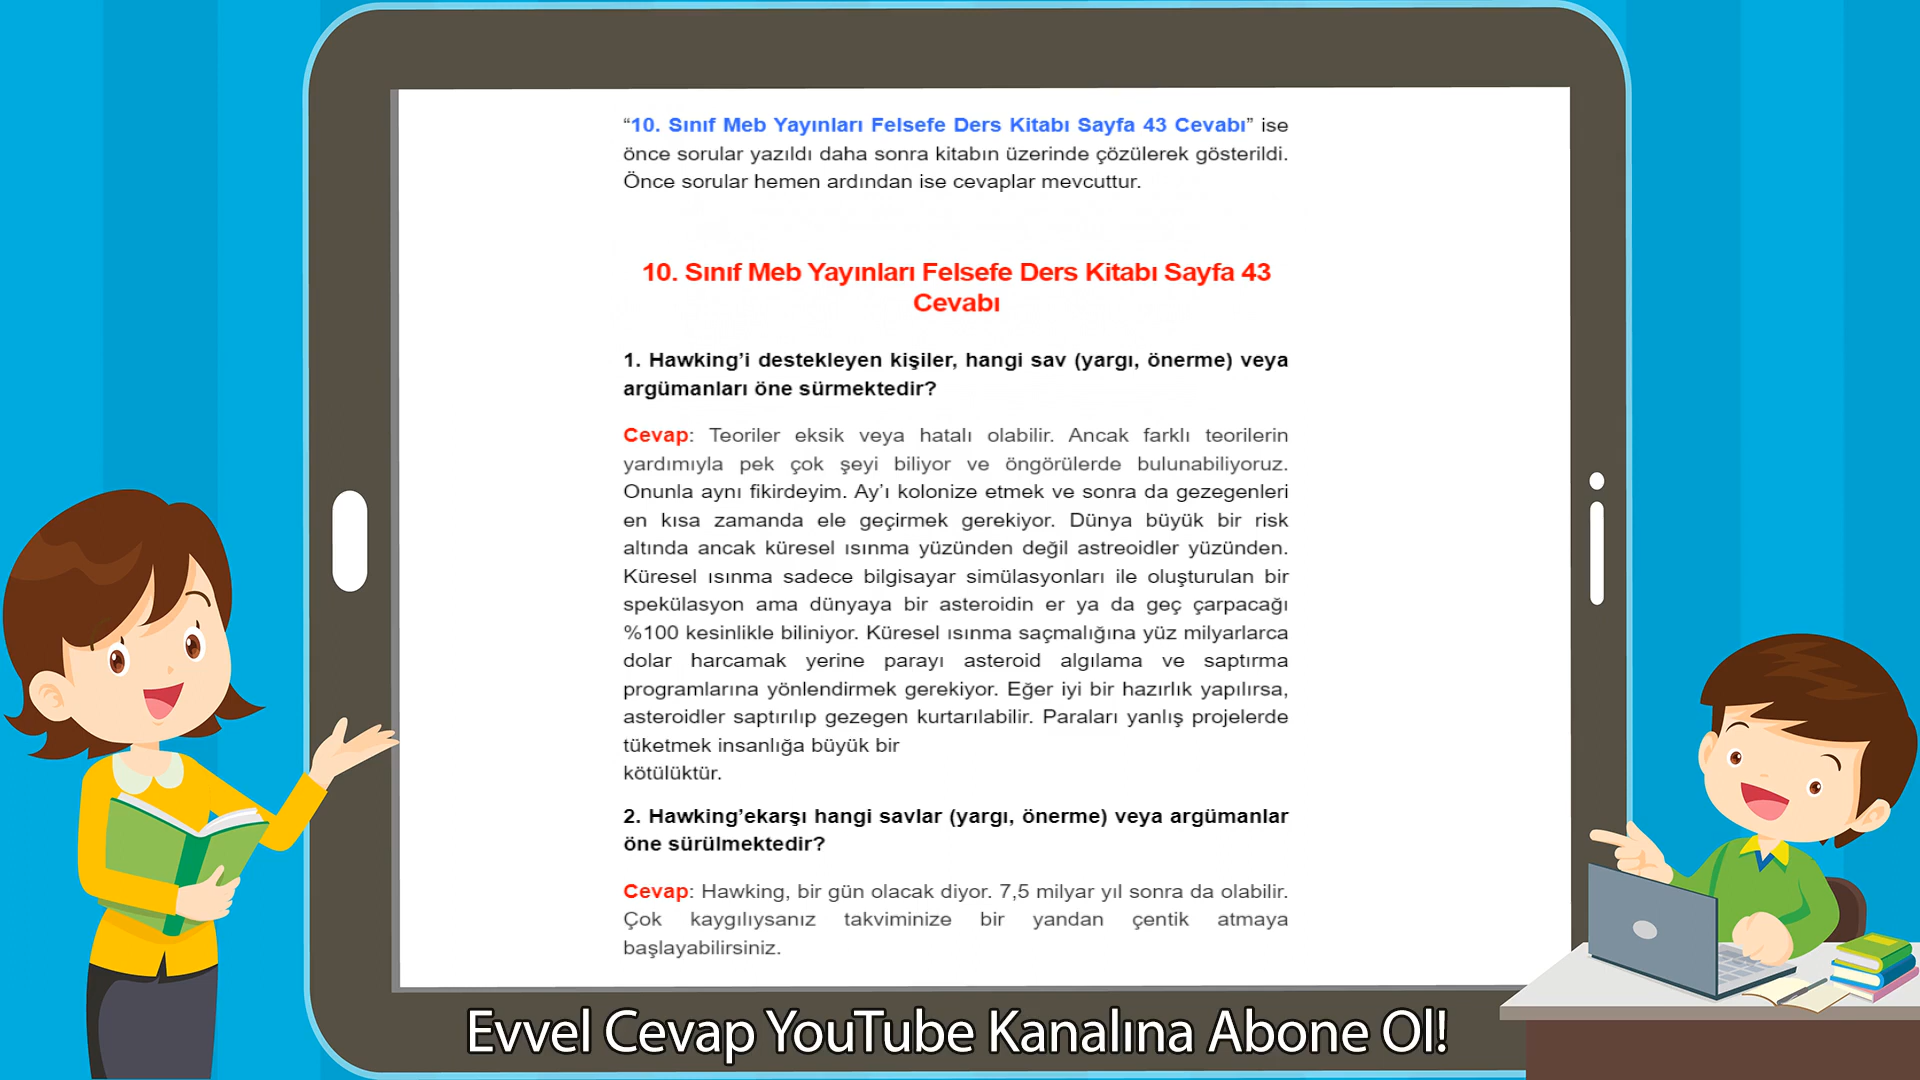 “10. Sınıf Meb Yayınları Felsefe Ders Kitabı Sayfa 43 Cevabı” ise
önce sorular yazıldı daha sonra kitabın üzerinde çözülerek gösterildi.
Önce sorular hemen ardından ise cevaplar mevcuttur.
10. Sınıf Meb Yayınları Felsefe Ders Kitabı Sayfa 43
Cevabı
1. Hawking’i destekleyen kişiler, hangi sav (yargı, önerme) veya
argümanları öne sürmektedir?
Cevap: Teoriler eksik veya hatalı olabilir. Ancak farklı teorilerin
yardımıyla pek çok şeyi biliyor ve öngörülerde bulunabiliyoruz.
Onunla aynı fikirdeyim. Ay’ı kolonize etmek ve sonra da gezegenleri
en kısa zamanda ele geçirmek gerekiyor. Dünya büyük bir risk
altında ancak küresel ısınma yüzünden değil astreoidler yüzünden.
Küresel ısınma sadece bilgisayar simülasyonları ile oluşturulan bir
spekülasyon ama dünyaya bir asteroidin er ya da geç çarpacağı
%100 kesinlikle biliniyor. Küresel ısınma saçmalığına yüz milyarlarca
dolar harcamak yerine parayı asteroid algılama ve saptırma
programlarına yönlendirmek gerekiyor. Eğer iyi bir hazırlık yapılırsa,
asteroidler saptırılıp gezegen kurtarılabilir. Paraları yanlış projelerde
tüketmek insanlığa büyük bir
kötülüktür.
2. Hawking’ekarşı hangi savlar (yargı, önerme) veya argümanlar
öne sürülmektedir?
Cevap: Hawking, bir gün olacak diyor. 7,5 milyar yıl sonra da olabilir.
Çok kaygılıysanız takviminize bir yandan çentik atmaya
başlayabilirsiniz.
Evvel Cevap YouTube Kanalına Abone Ol!